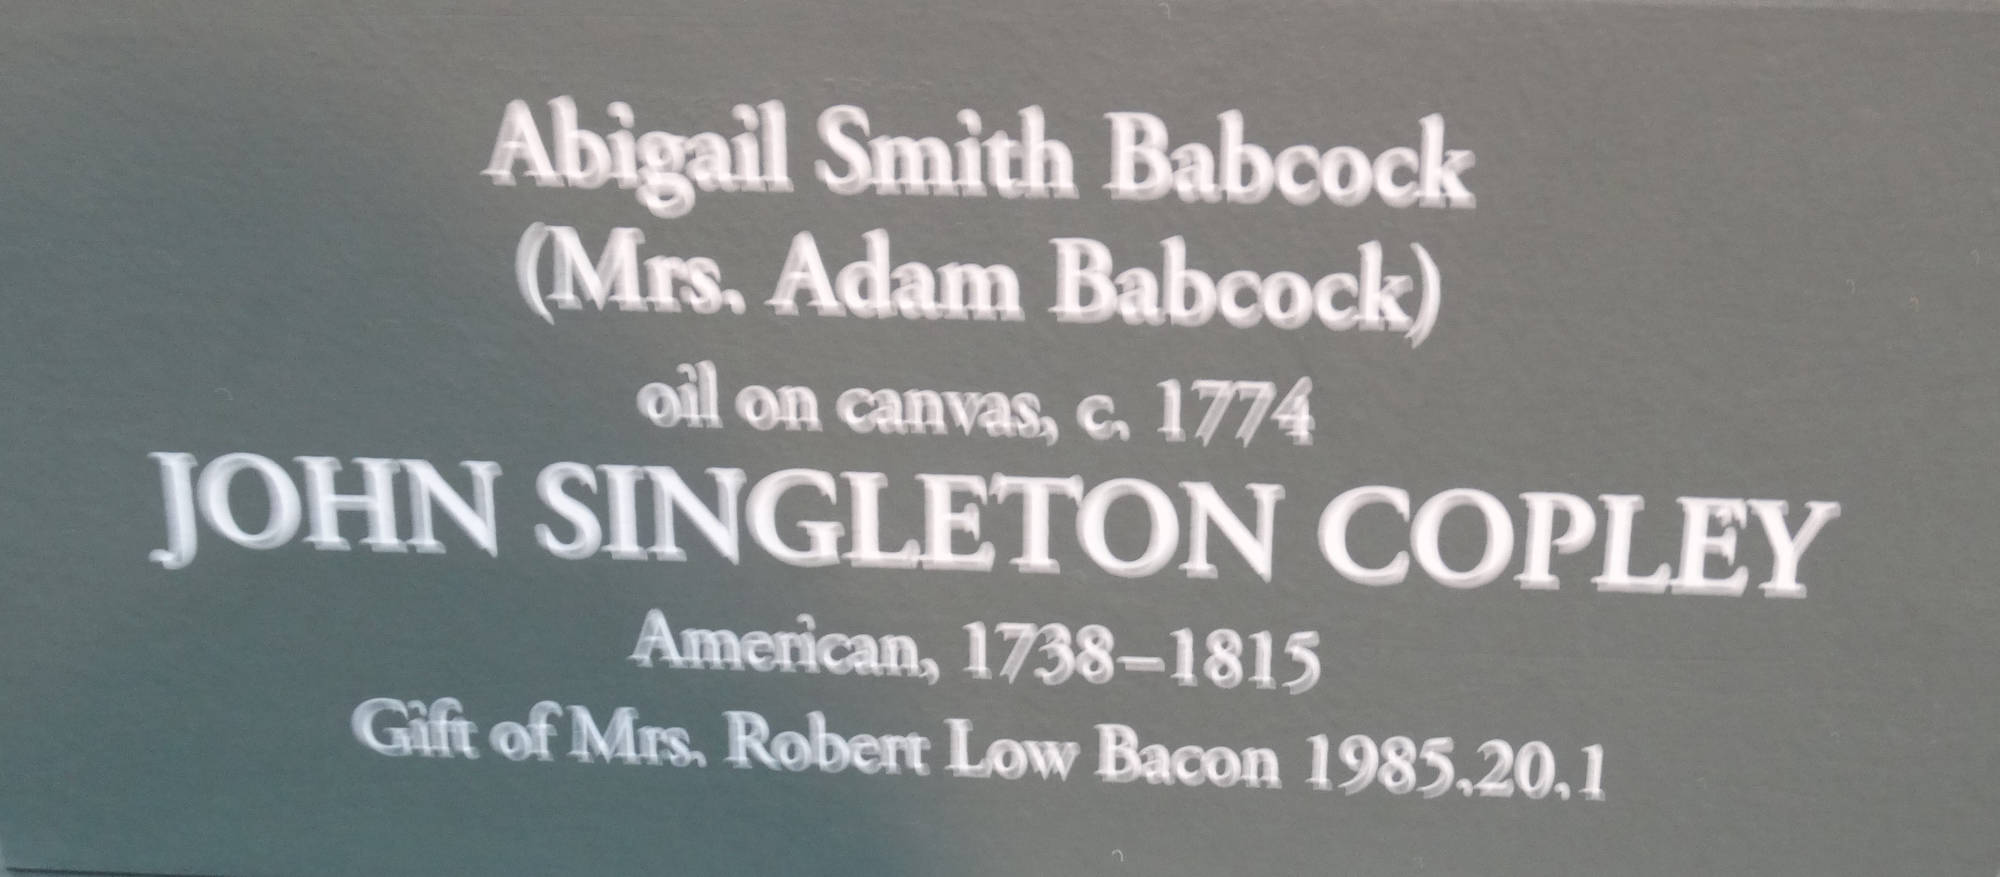 Abigail Smith Babcock
(Mrs. Adam Babcock)
oil on canvas, c. 1774
JOHN SINGLETON COPLEY
American, 1738–1815
Gift of Mrs. Robert Low Bacon 1985.20.1